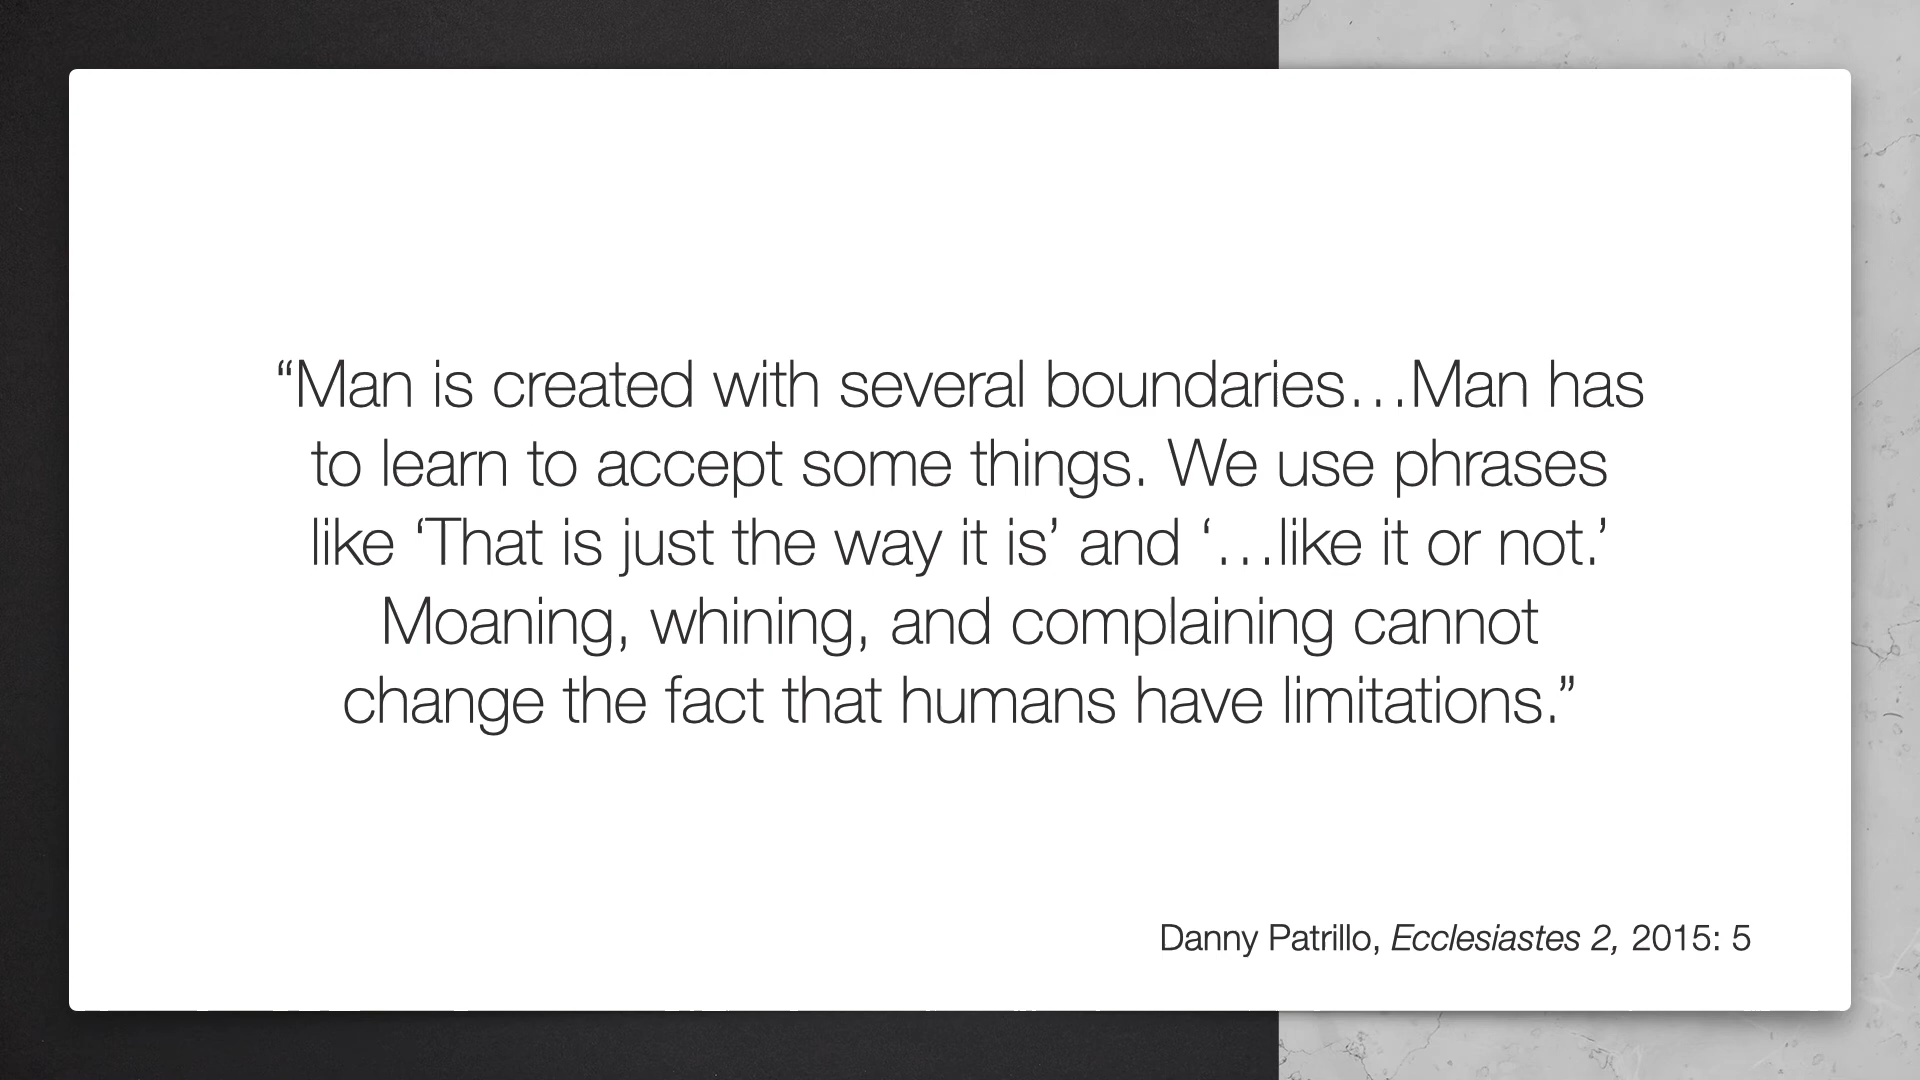 “Man is created with several boundaries…Man has
to learn to accept some things. We use phrases
like ‘That is just the way it is’ and ‘…like it or not.’
Moaning, whining, and complaining cannot
change the fact that humans have limitations.”
Danny Patrillo, Ecclesiastes 2, 2015: 5